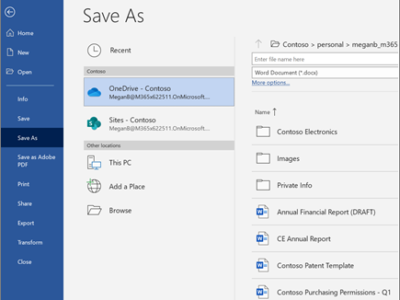 Save As
Home
New
Open
Info
Save
Save As
Save as Adobe
PDF
Print
Share
Export
Transform
Close
Recent
Contoso
OneDrive - Contoso
MeganB@M365x622511.OnMicrosoft...
Sites - Contoso
MeganB@M365x622511.OnMicrosoft...
Other locations
This PC
Add a Place
Browse
Contoso > personal > meganb_m365
Enter file name here
Word Document (*.docx)
More options...
Name ↑
Contoso Electronics
Images
Private Info
Annual Financial Report (DRAFT)
CE Annual Report
Contoso Patent Template
Contoso Purchasing Permissions - Q1